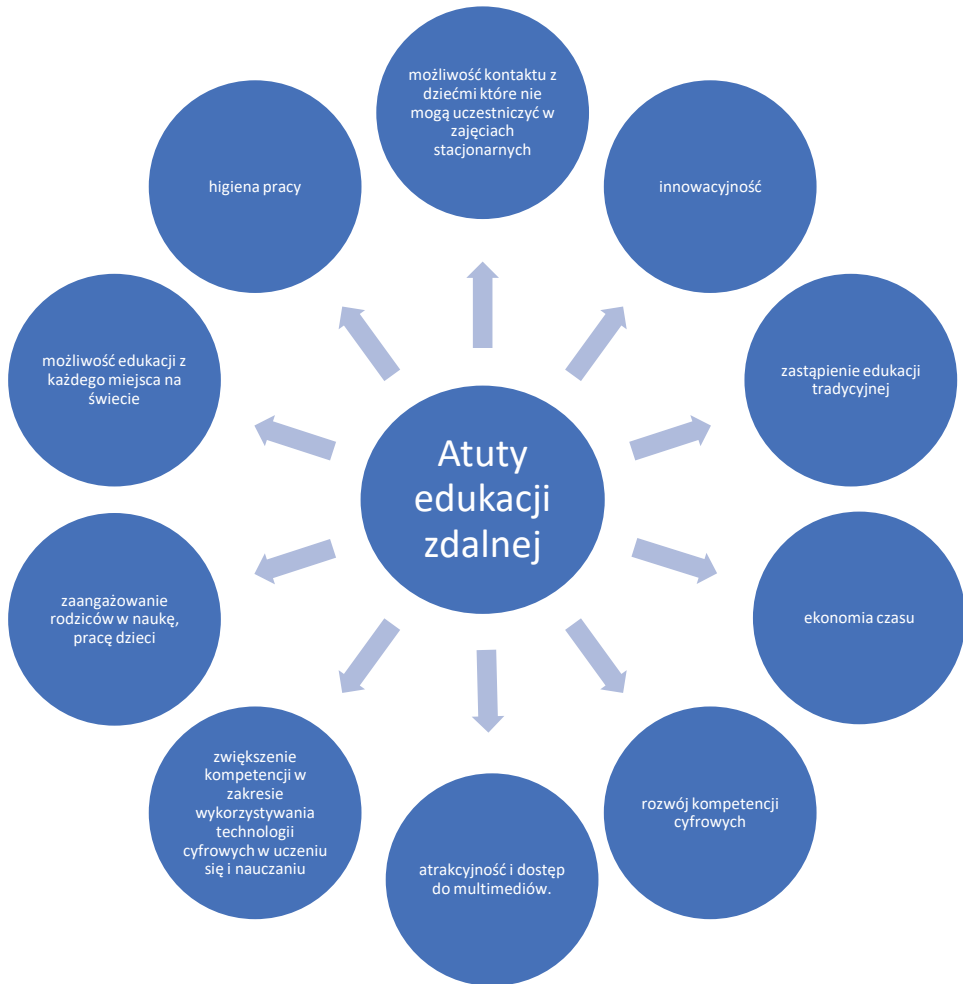 możliwość kontaktu z
dziećmi które nie
mogą uczestniczyć w
zajęciach
stacjonarnych
innowacyjność
zastąpienie edukacji
tradycyjnej
ekonomia czasu
rozwój kompetencji
cyfrowych
atrakcyjność i dostęp
do multimediów.
zwiększenie
kompetencji w
zakresie
wykorzystywania
technologii
cyfrowych w uczeniu
się i nauczaniu
zaangażowanie
rodziców w naukę,
pracę dzieci
możliwość edukacji z
każdego miejsca na
świecie
higiena pracy
Atuty
edukacji
zdalnej